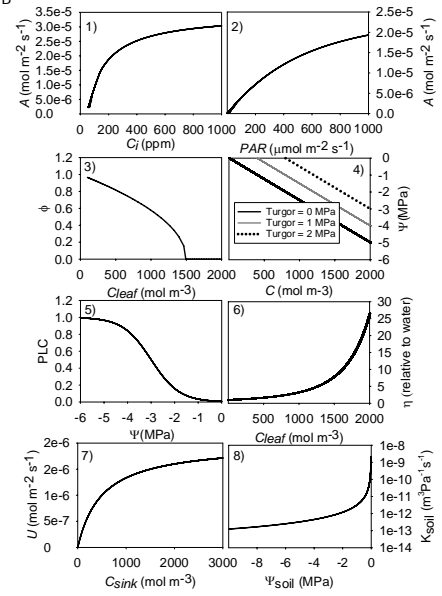 B
3.5e-5
3.0e-5
2.5e-5
2.0e-5
1.5e-5
1.0e-5
5.0e-6
0.0
A (mol m-2 s-1)
1)
0 200 400 600 800 1000
Ci (ppm)
2)
2.0e-5
1.5e-5
1.0e-5
5.0e-6
0.0
A (mol m-2 s-1)
0 200 400 600 800 1000
PAR (μmol m-2 s-1)
1.2
1.0
0.8
0.6
0.4
0.2
0.0
ϕ
3)
0 500 1000 1500 2000
Cleaf (mol m-3)
4)
Turgor = 0 MPa
Turgor = 1 MPa
Turgor = 2 MPa
0
-1
-2
-3
-4
-5
-6
Ψ(MPa)
500 1000 1500 2000
C (mol m-3)
1.2
1.0
0.8
0.6
0.4
0.2
0.0
PLC
5)
-6 -5 -4 -3 -2 -1 0
Ψ(MPa)
6)
30
25
20
15
10
5
0
η (relative to water)
500 1000 1500 2000
Cleaf (mol m-3)
2e-6
2e-6
1e-6
5e-7
0
U (mol m-2 s-1)
7)
0 1000 2000 3000
Csink (mol m-3)
8)
1e-8
1e-9
1e-10
1e-11
1e-12
1e-13
1e-14
Ksoil (m3Pa-1s-1)
-8 -6 -4 -2 0
Ψsoil (MPa)